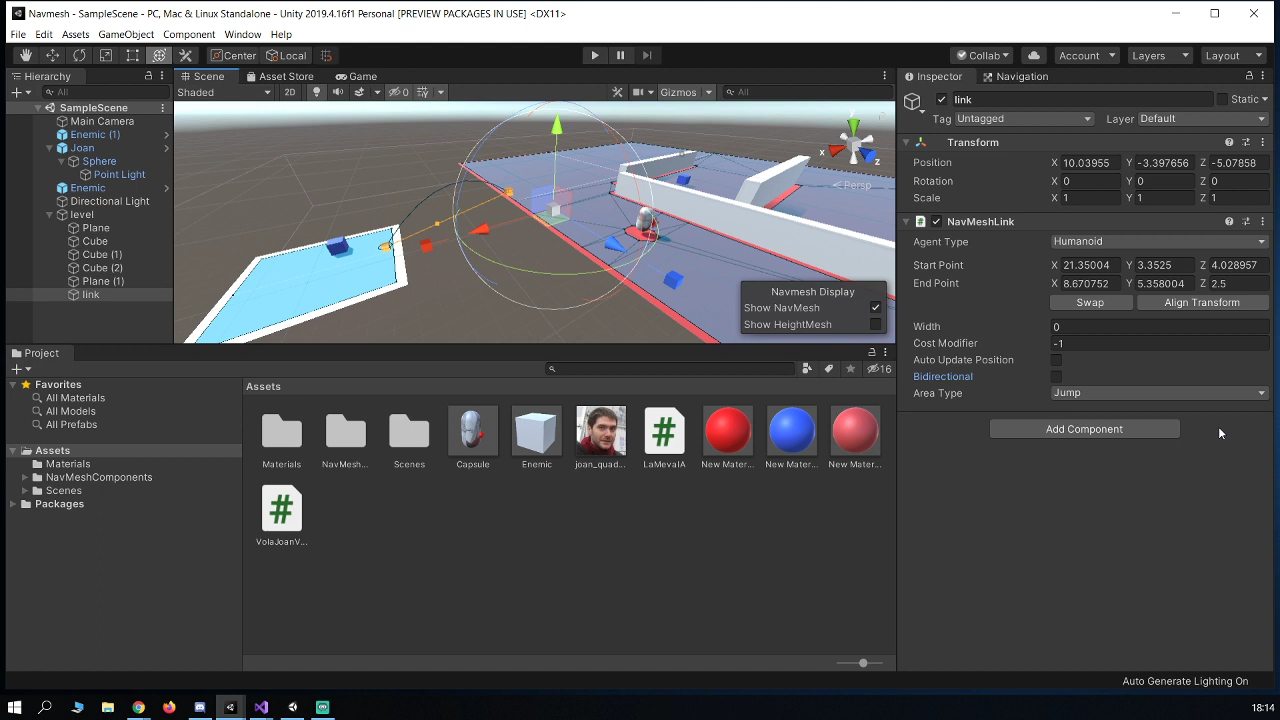 Navmesh - SampleScene - PC, Mac & Linux Standalone - Unity 2019.4.16f1 Personal [PREVIEW PACKAGES IN USE] <DX11>
File Edit Assets GameObject Component Window Help
Center Local Collab Account Layers Layout
Hierarchy Scene Asset Store Game Inspector Navigation
All Shaded 2D 0 Gizmos All
SampleScene
Main Camera
Enemic (1)
Joan
Sphere
Point Light
Enemic
Directional Light
level
Plane
Cube
Cube (1)
Cube (2)
Plane (1)
link
x
z
Persp
Navmesh Display
Show NavMesh
Show HeightMesh
link Static
Tag Untagged Layer Default
Transform
Position X 10.03955 Y -3.397656 Z -5.07858
Rotation X 0 Y 0 Z 0
Scale X 1 Y 1 Z 1
NavMeshLink
Agent Type Humanoid
Start Point X 21.35004 Y 3.3525 Z 4.028957
End Point X 8.670752 Y 5.358004 Z 2.5
Swap Align Transform
Width 0
Cost Modifier -1
Auto Update Position
Bidirectional
Area Type Jump
Add Component
Project
16
Favorites
All Materials
All Models
All Prefabs
Assets
Materials
NavMeshComponents
Scenes
Packages
Assets
Materials NavMesh... Scenes Capsule Enemic joan_quad... LaMevaIA New Mater... New Mater... New Mater...
VolaJoanV...
Auto Generate Lighting On
18:14